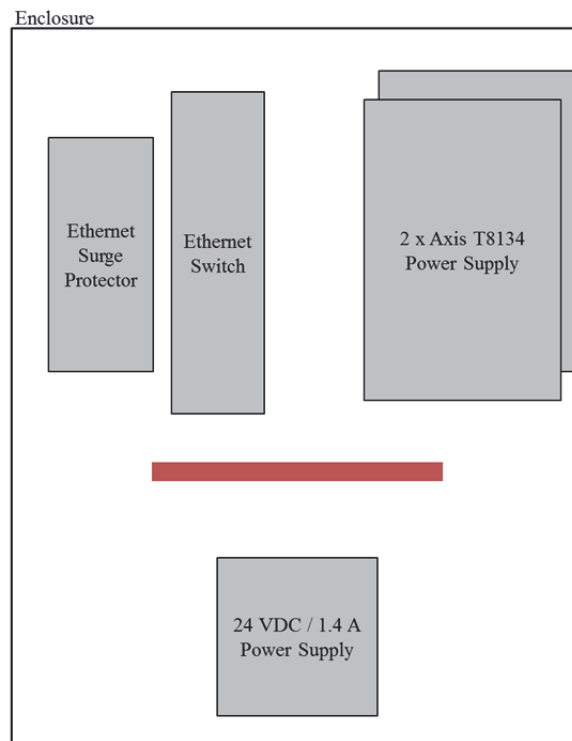 Enclosure
Ethernet
Surge
Protector
Ethernet
Switch
2 x Axis T8134
Power Supply
24 VDC / 1.4 A
Power Supply